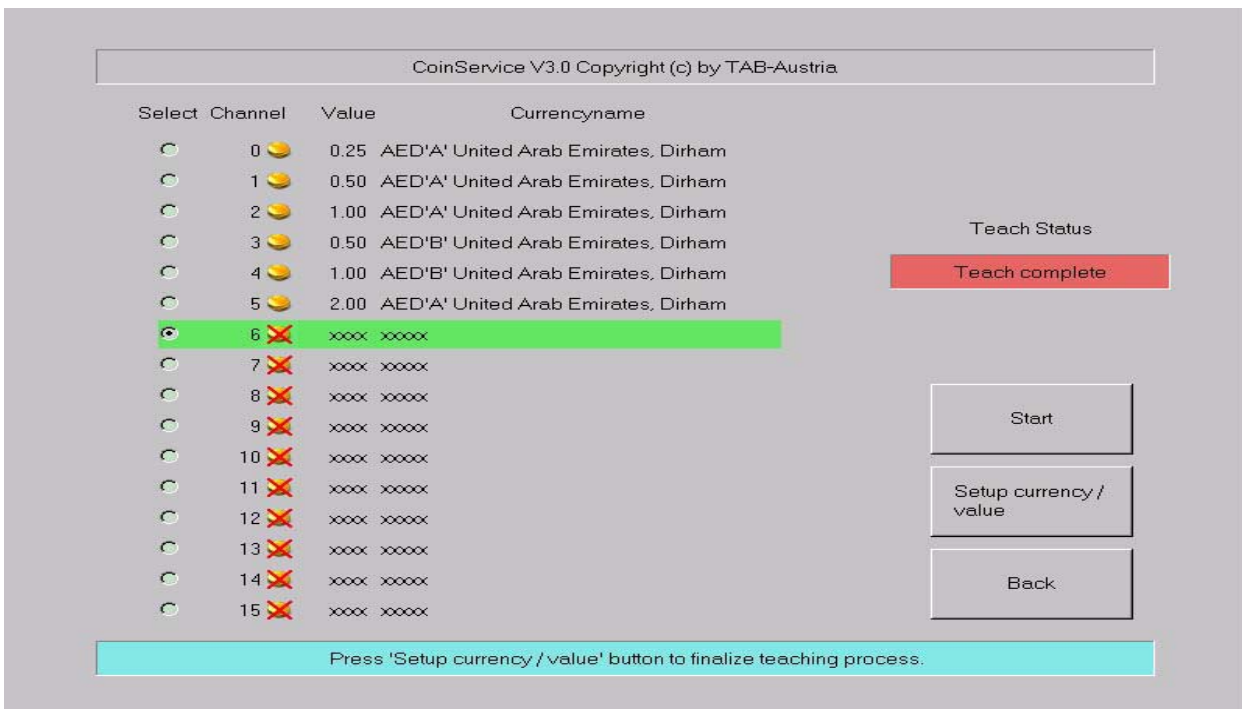 CoinService V3.0 Copyright (c) by TAB-Austria
Select Channel Value Currencyname
0 0.25 AED'A' United Arab Emirates, Dirham
1 0.50 AED'A' United Arab Emirates, Dirham
2 1.00 AED'A' United Arab Emirates, Dirham
3 0.50 AED'B' United Arab Emirates, Dirham
4 1.00 AED'B' United Arab Emirates, Dirham
5 2.00 AED'A' United Arab Emirates, Dirham
6 xxxx xxxxx
7 xxxx xxxxx
8 xxxx xxxxx
9 xxxx xxxxx
10 xxxx xxxxx
11 xxxx xxxxx
12 xxxx xxxxx
13 xxxx xxxxx
14 xxxx xxxxx
15 xxxx xxxxx
Teach Status
Teach complete
Start
Setup currency /
value
Back
Press 'Setup currency / value' button to finalize teaching process.